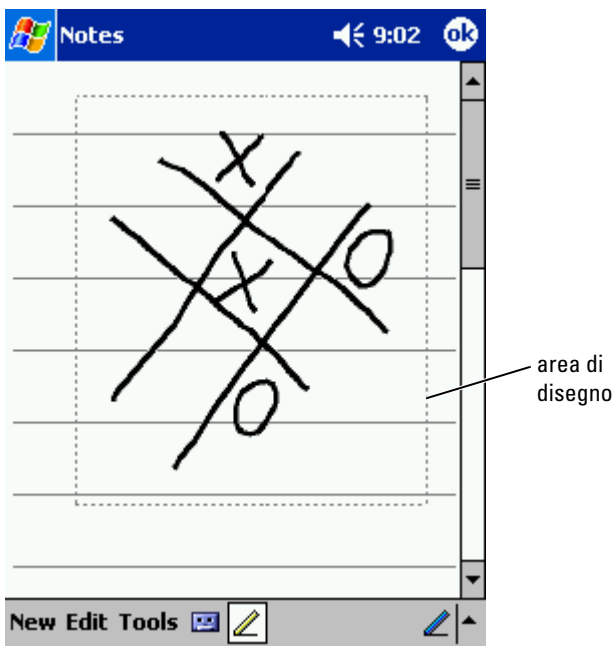 Notes 9:02 ok
X
O
X
O
area di
disegno
New Edit Tools